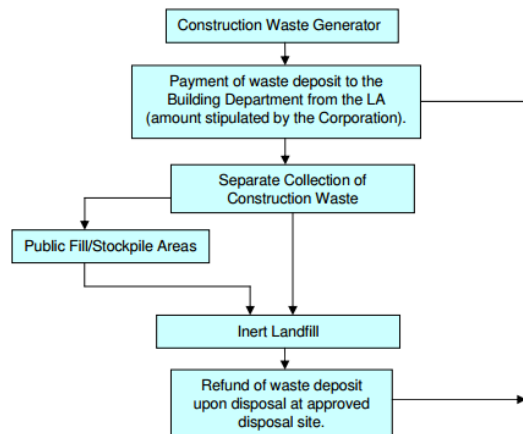 Construction Waste Generator
Payment of waste deposit to the
Building Department from the LA
(amount stipulated by the Corporation).
Separate Collection of
Construction Waste
Public Fill/Stockpile Areas
Inert Landfill
Refund of waste deposit
upon disposal at approved
disposal site.